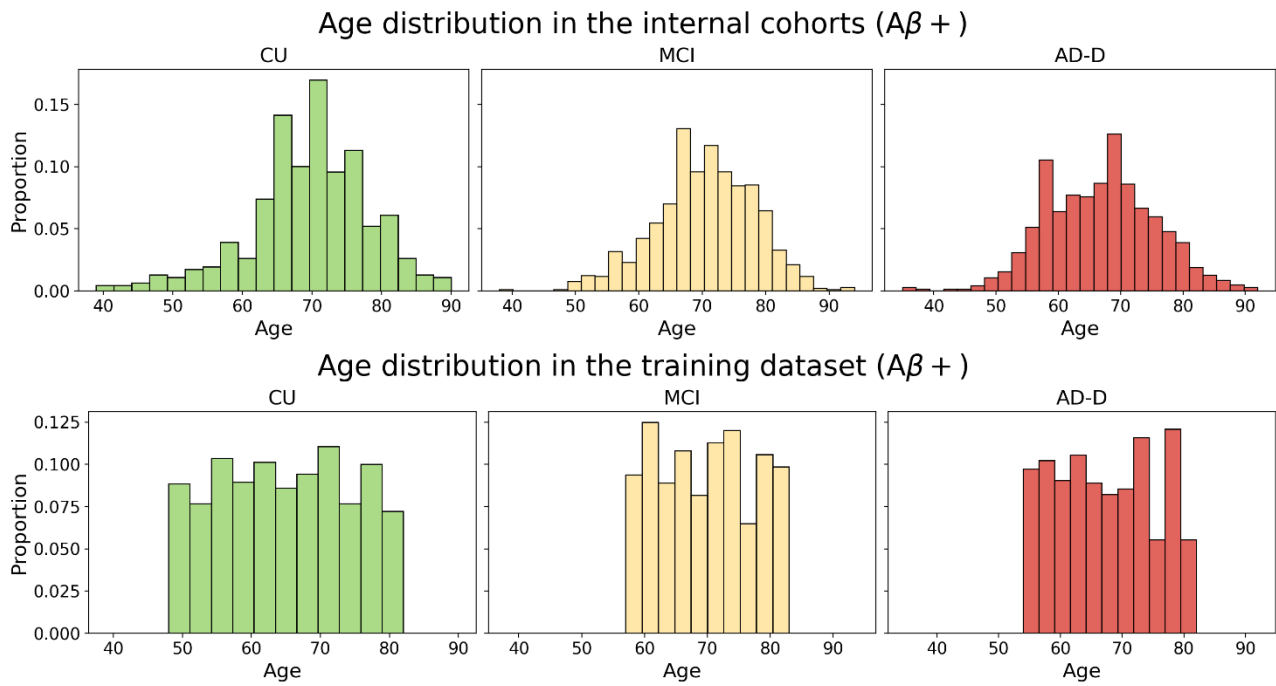 Age distribution in the internal cohorts (Aβ+)
CU MCI AD-D
Proportion
0.15
0.10
0.05
0.00
40 50 60 70 80 90 40 50 60 70 80 90 40 50 60 70 80 90
Age Age Age
Age distribution in the training dataset (Aβ+)
CU MCI AD-D
Proportion
0.125
0.100
0.075
0.050
0.025
0.000
40 50 60 70 80 90 40 50 60 70 80 90 40 50 60 70 80 90
Age Age Age